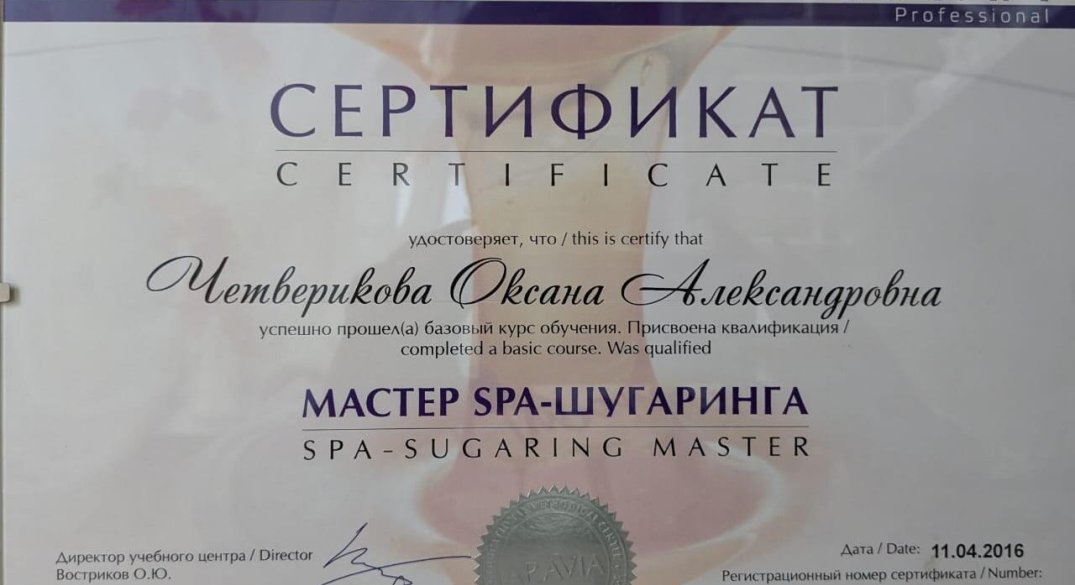 Professional
СЕРТИФИКАТ
CERTIFICATE
удостоверяет, что / this is certify that
Четверикова Оксана Александровна
успешно прошел(а) базовый курс обучения. Присвоена квалификация /
completed a basic course. Was qualified
МАСТЕР SPA-ШУГАРИНГА
SPA-SUGARING MASTER
Директор учебного центра / Director
Востриков О.Ю.
Дата / Date: 11.04.2016
Регистрационный номер сертификата / Number: